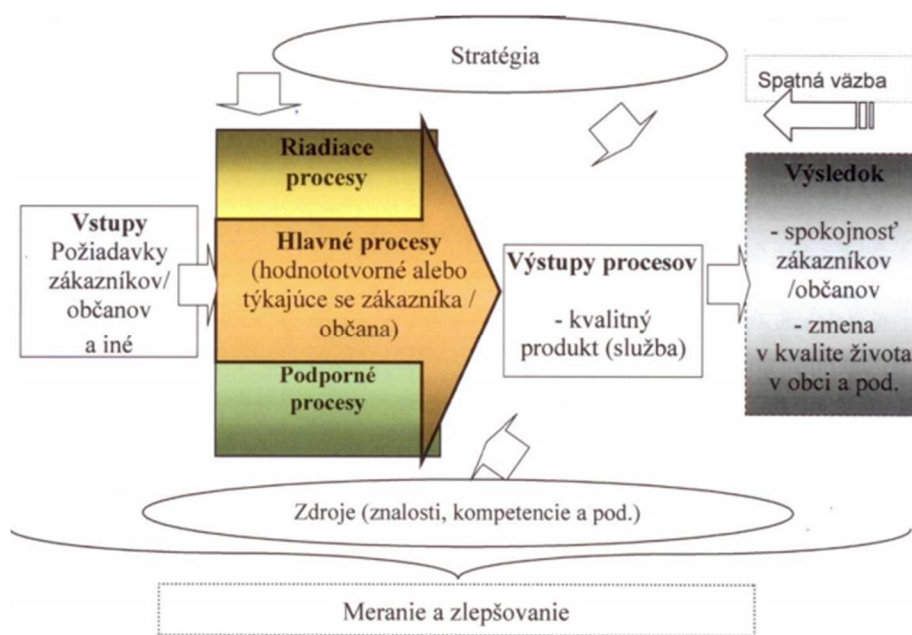 Stratégia
Spatná väzba
Riadiace
procesy
Vstupy
Požiadavky
zákazníkov/
občanov
a iné
Hlavné procesy
(hodnototvorné alebo
týkajúce se zákazníka /
občana)
Podporné
procesy
Výstupy procesov
- kvalitný
produkt (služba)
Výsledok
- spokojnosť
zákazníkov
/občanov
- zmena
v kvalite života
v obci a pod.
Zdroje (znalosti, kompetencie a pod.)
Meranie a zlepšovanie